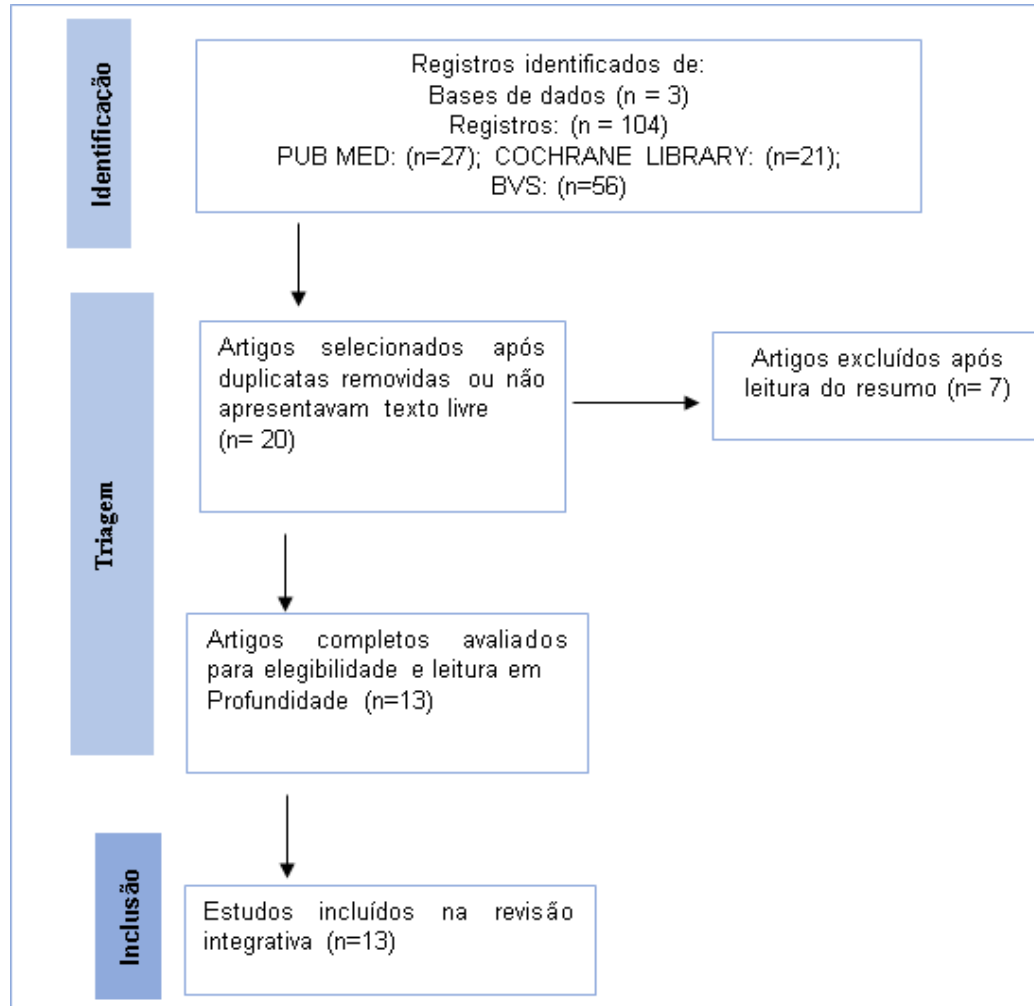 Identificação
Registros identificados de:
Bases de dados (n = 3)
Registros: (n = 104)
PUB MED: (n=27); COCHRANE LIBRARY: (n=21);
BVS: (n=56)
Triagem
Artigos selecionados após
duplicatas removidas ou não
apresentavam texto livre
(n= 20)
Artigos excluídos após
leitura do resumo (n= 7)
Artigos completos avaliados
para elegibilidade e leitura em
Profundidade (n=13)
Inclusão
Estudos incluídos na revisão
integrativa (n=13)